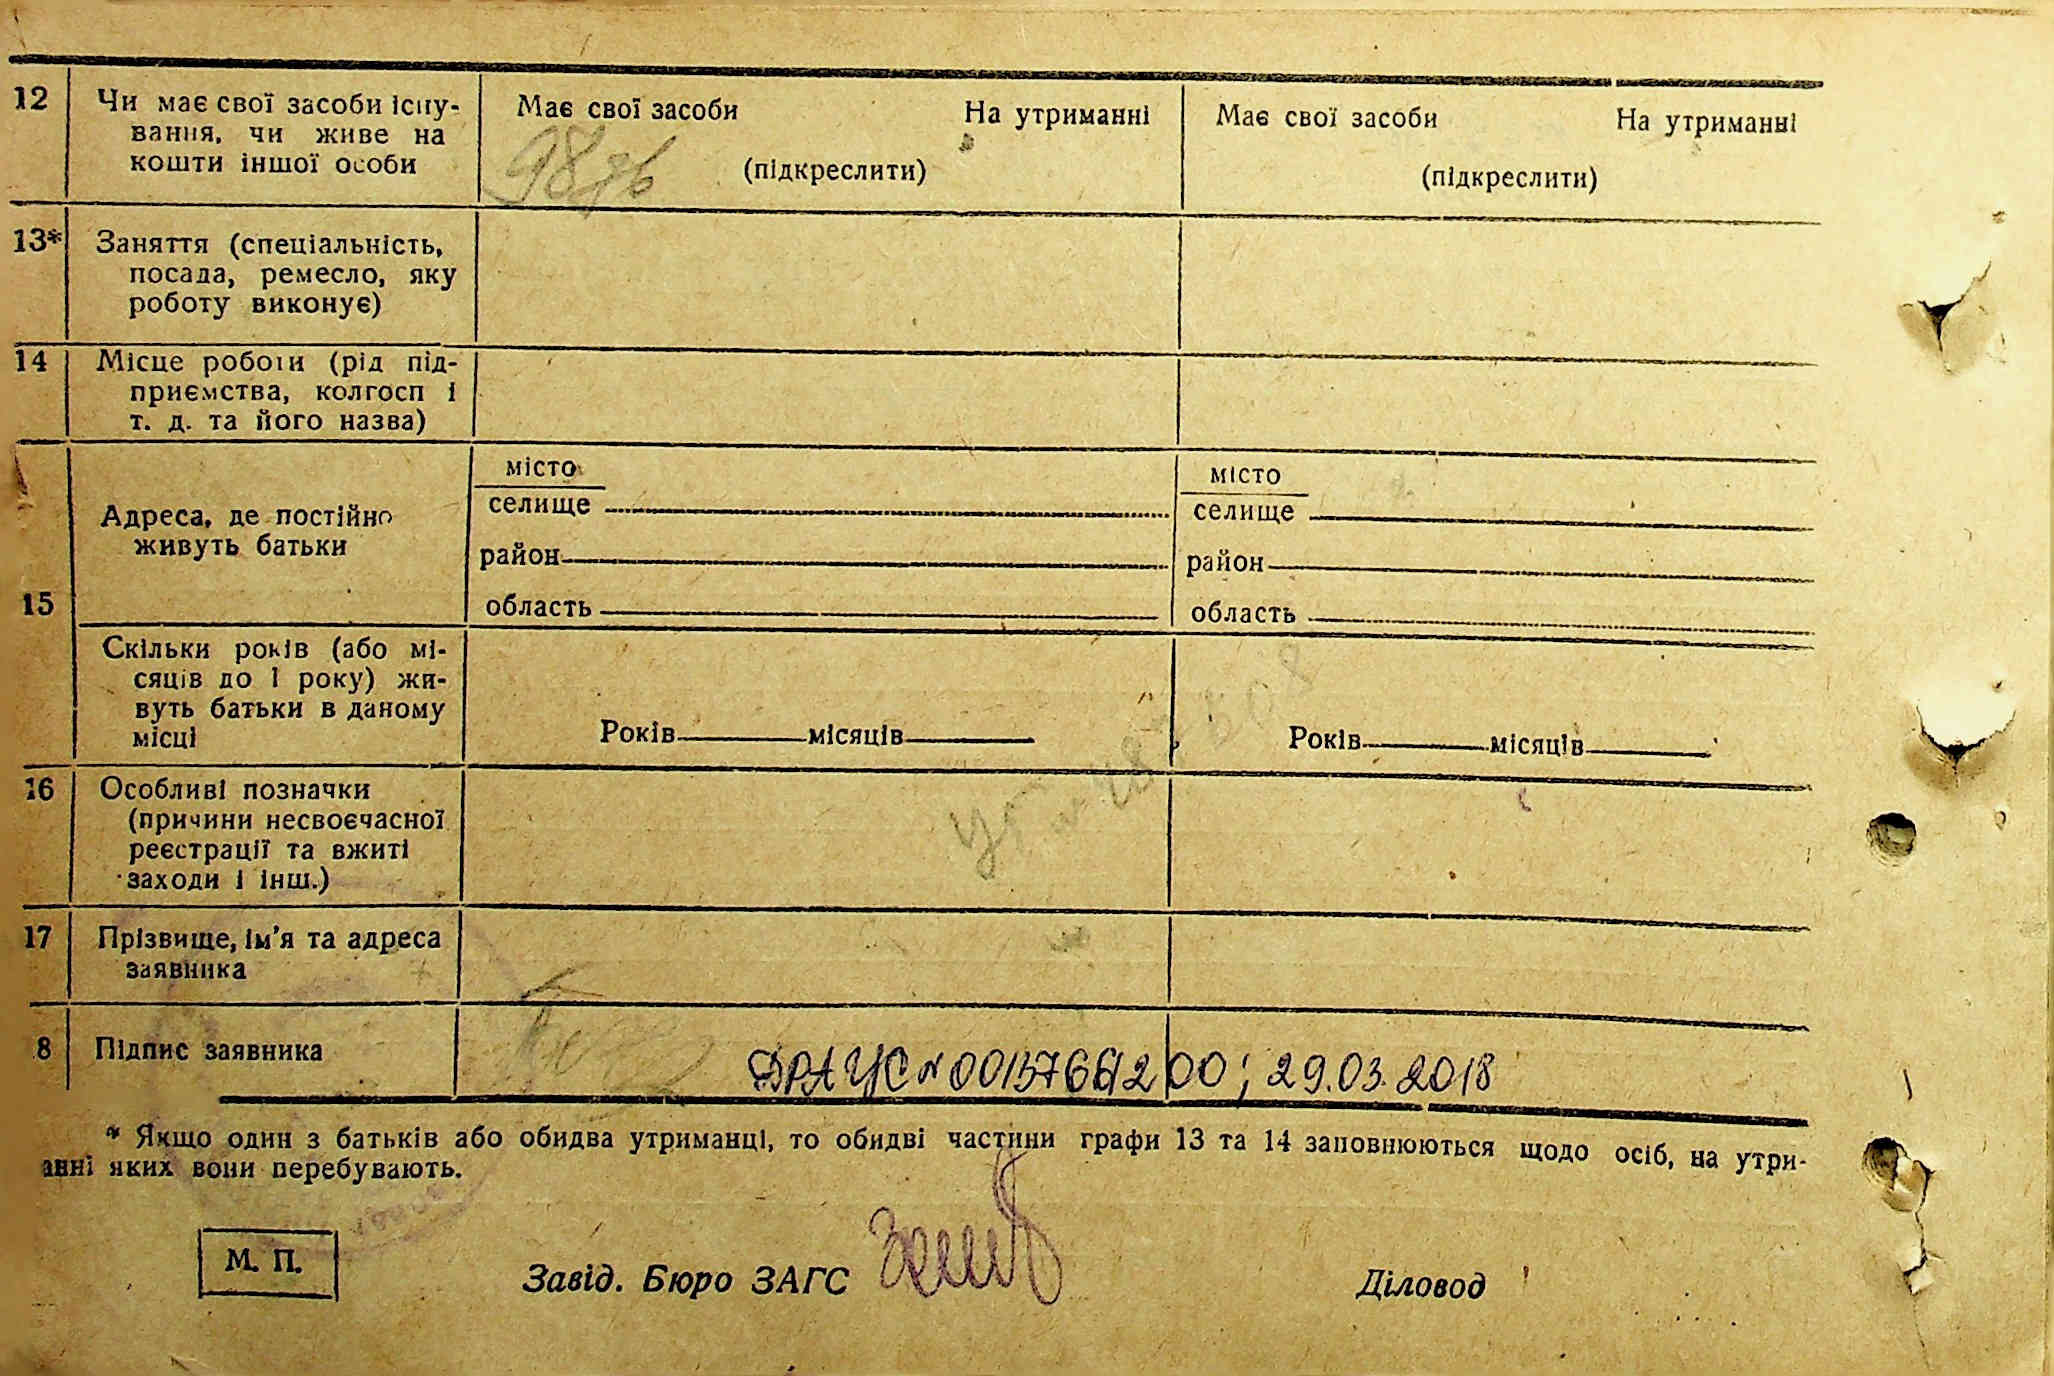 12 Чи має свої засоби існу-
вання, чи живе на
кошти іншої особи
Має свої засоби На утриманні
(підкреслити)
Має свої засоби На утриманні
(підкреслити)
13* Заняття (спеціальність,
посада, ремесло, яку
роботу виконує)
14 Місце роботи (рід під-
приємства, колгосп і
т. д. та його назва)
15
Адреса, де постійно
живуть батьки
місто
селище
район
область
місто
селище
район
область
Скільки років (або мі-
сяців до 1 року) жи-
вуть батьки в даному
місці
Років місяців
Років місяців
16 Особливі позначки
(причини несвоєчасної
реєстрації та вжиті
заходи і інш.)
17 Прізвище, ім'я та адреса
заявника
8 Підпис заявника
ДРАЦС № 00137661200; 29.03.2018
* Якщо один з батьків або обидва утриманці, то обидві частини графи 13 та 14 заповнюються щодо осіб, на утри-
анні яких вони перебувають.
М. П.
Завід. Бюро ЗАГС
Діловод